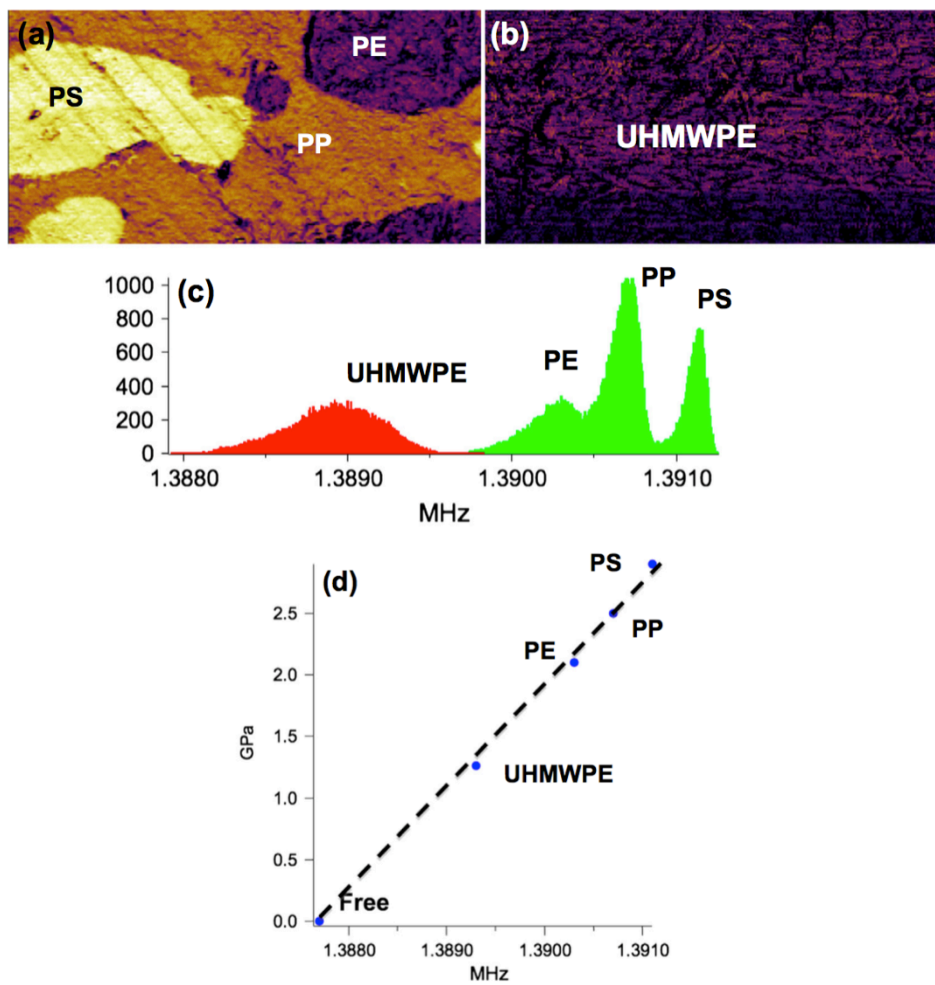 (a)
PE
PS
PP
(b)
UHMWPE
(c)
1000
800
600
400
200
0
UHMWPE
PE
PP
PS
1.3880 1.3890 1.3900 1.3910
MHz
(d)
PS
PP
PE
UHMWPE
Free
GPa
2.5
2.0
1.5
1.0
0.5
0.0
1.3880 1.3890 1.3900 1.3910
MHz